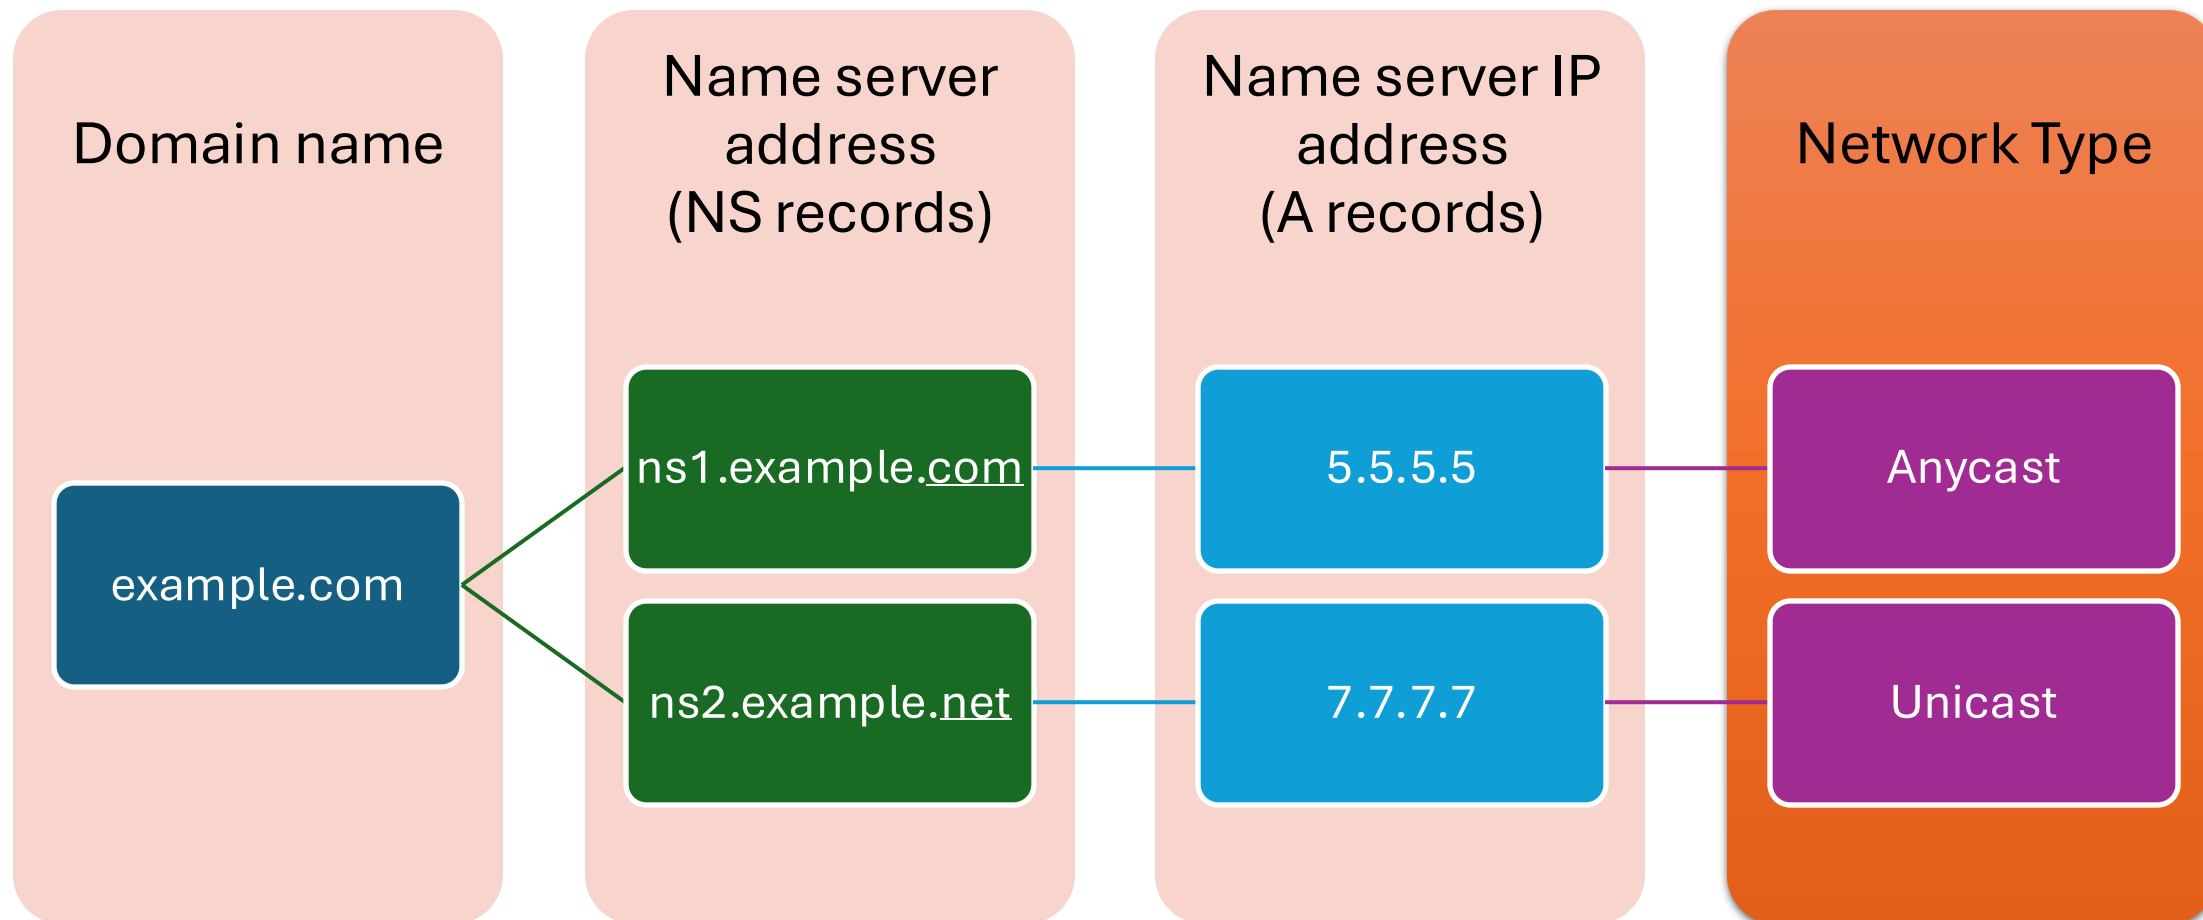 Domain name
Name server
address
(NS records)
Name server IP
address
(A records)
Network Type
example.com
ns1.example.com
5.5.5.5
Anycast
ns2.example.net
7.7.7.7
Unicast